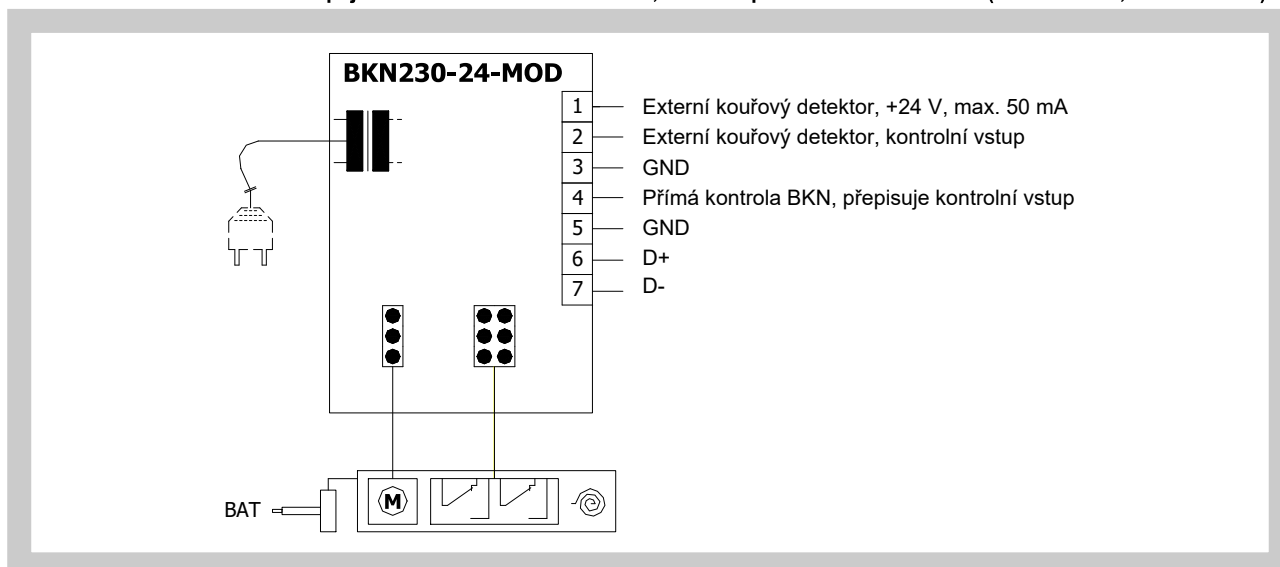 BKN230-24-MOD
1 Externí kouřový detektor, +24 V, max. 50 mA
2 Externí kouřový detektor, kontrolní vstup
3 GND
4 Přímá kontrola BKN, přepisuje kontrolní vstup
5 GND
6 D+
7 D-
BAT
M